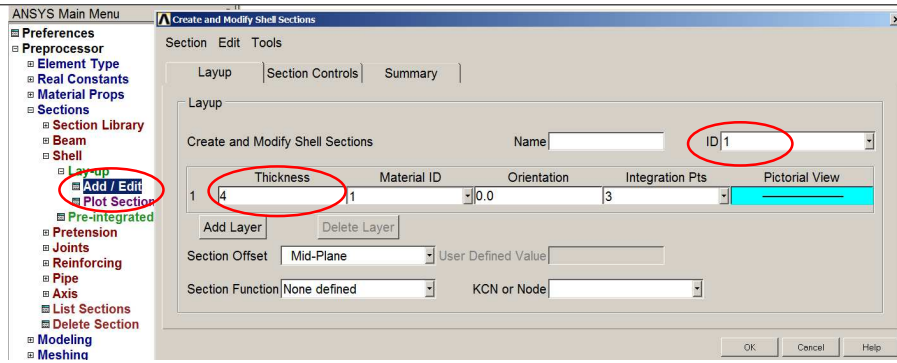 ANSYS Main Menu
Preferences
Preprocessor
Element Type
Real Constants
Material Props
Sections
Section Library
Beam
Shell
Lay-up
Add / Edit
Plot Section
Pre-integrated
Pretension
Joints
Reinforcing
Pipe
Axis
List Sections
Delete Section
Modeling
Meshing
Create and Modify Shell Sections
Section Edit Tools
Layup Section Controls Summary
Layup
Create and Modify Shell Sections Name ID 1
Thickness Material ID Orientation Integration Pts Pictorial View
1 4 1 0.0 3
Add Layer Delete Layer
Section Offset Mid-Plane User Defined Value
Section Function None defined KCN or Node
OK Cancel Help